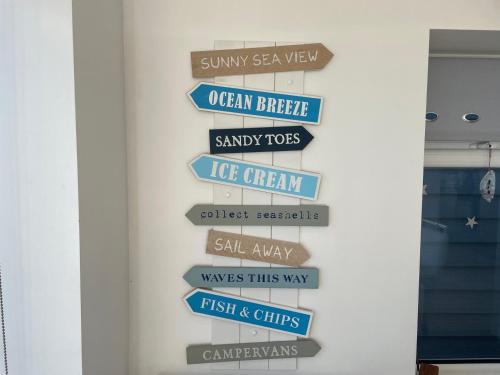 SUNNY SEA VIEW
OCEAN BREEZE
SANDY TOES
ICE CREAM
collect seashells
SAIL AWAY
WAVES THIS WAY
FISH & CHIPS
CAMPERVANS